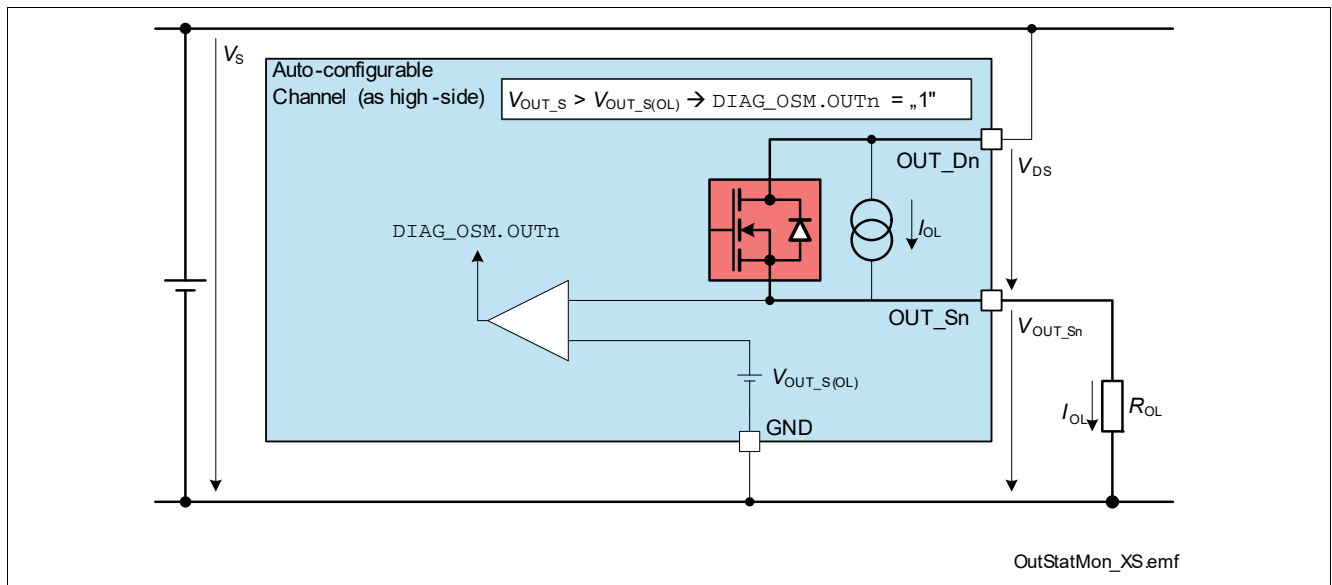 VS
Auto-configurable
Channel (as high -side)
VOUT_S > VOUT_S(OL) → DIAG_OSM.OUTn = „1"
OUT_Dn
VDS
IOL
DIAG_OSM.OUTn
OUT_Sn
VOUT_Sn
VOUT_S(OL)
IOL
ROL
GND
OutStatMon_XS.emf